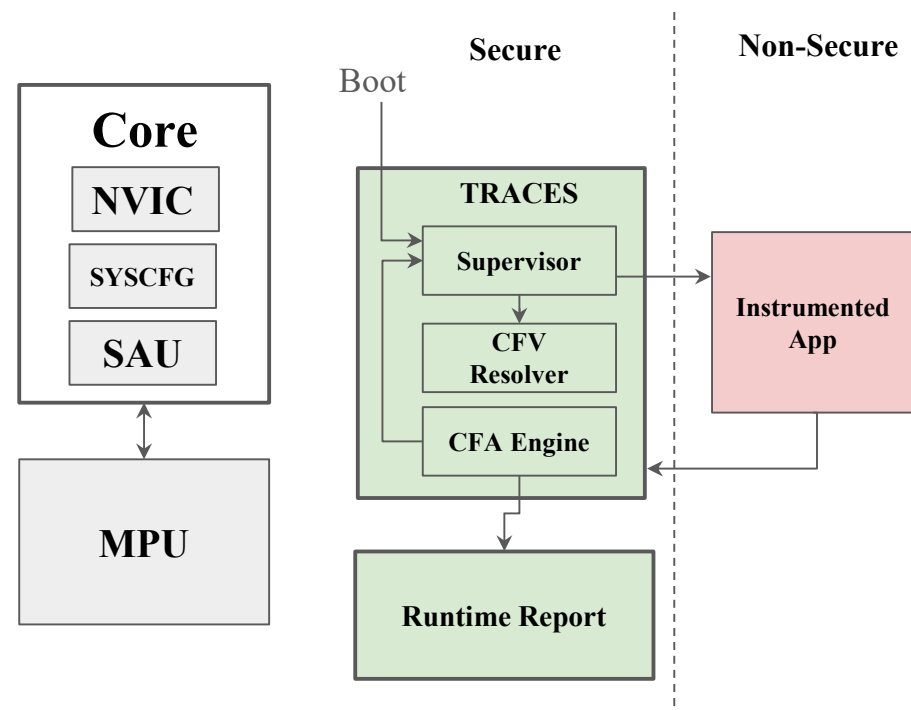 Secure
Non-Secure
Boot
Core
NVIC
SYSCFG
SAU
MPU
TRACES
Supervisor
CFV
Resolver
CFA Engine
Runtime Report
Instrumented
App